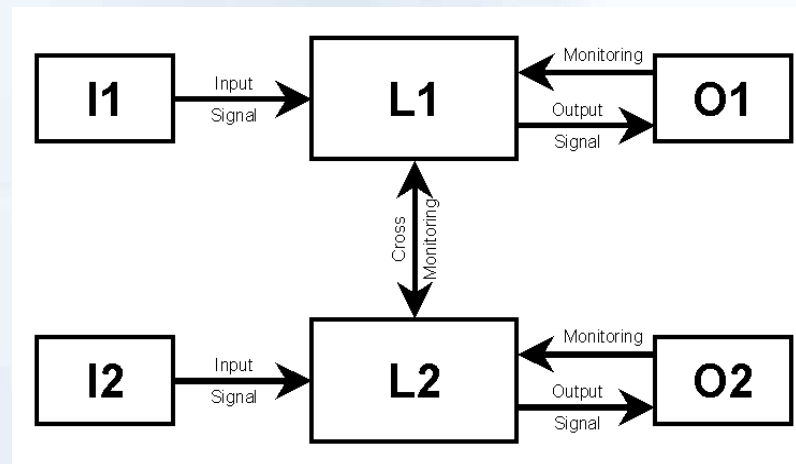 I1
Input
Signal
L1
Monitoring
Output
Signal
O1
Cross
Monitoring
I2
Input
Signal
L2
Monitoring
Output
Signal
O2